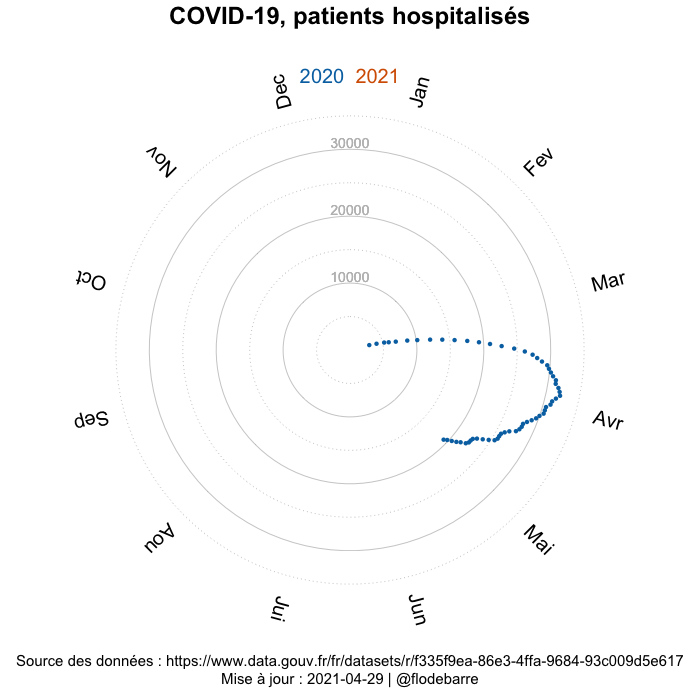 COVID-19, patients hospitalisés
2020 2021
Jan
Fev
Mar
Avr
Mai
Jun
Jui
Aou
Sep
Oct
Nov
Dec
30000
20000
10000
Source des données : https://www.data.gouv.fr/fr/datasets/r/f335f9ea-86e3-4ffa-9684-93c009d5e617
Mise à jour : 2021-04-29 | @flodebarre